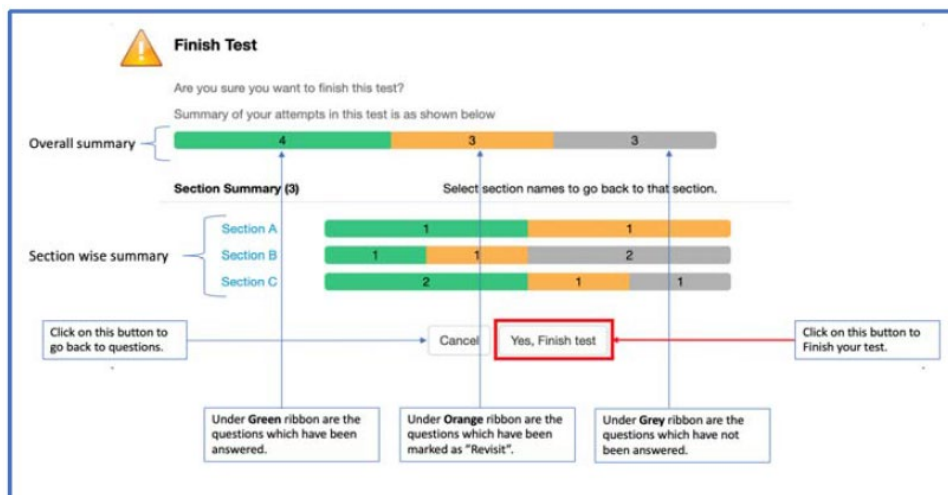 Finish Test
Are you sure you want to finish this test?
Summary of your attempts in this test is as shown below
Overall summary
4 3 3
Section Summary (3) Select section names to go back to that section.
Section A 1 1
Section wise summary
Section B 1 1 2
Section C 2 1 1
Click on this button to
go back to questions.
Cancel Yes, Finish test
Click on this button to
Finish your test.
Under Green ribbon are the
questions which have been
answered.
Under Orange ribbon are the
questions which have been
marked as "Revisit".
Under Grey ribbon are the
questions which have not
been answered.